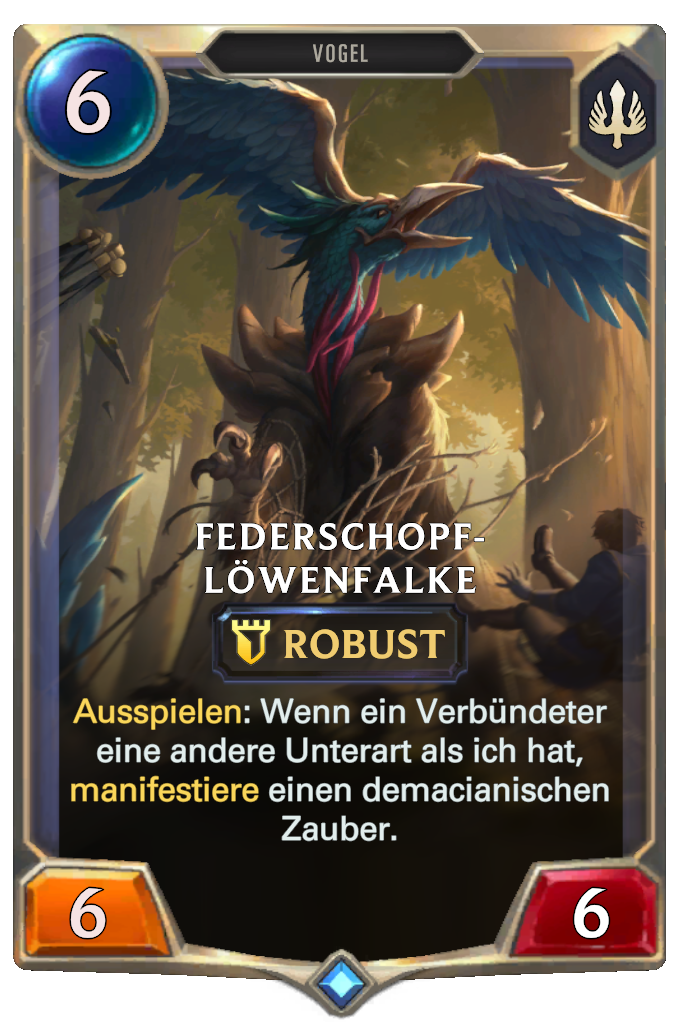 6
VOGEL
FEDERSCHOPF-
LÖWENFALKE
ROBUST
Ausspielen: Wenn ein Verbündeter
eine andere Unterart als ich hat,
manifestiere einen demacianischen
Zauber.
6
6